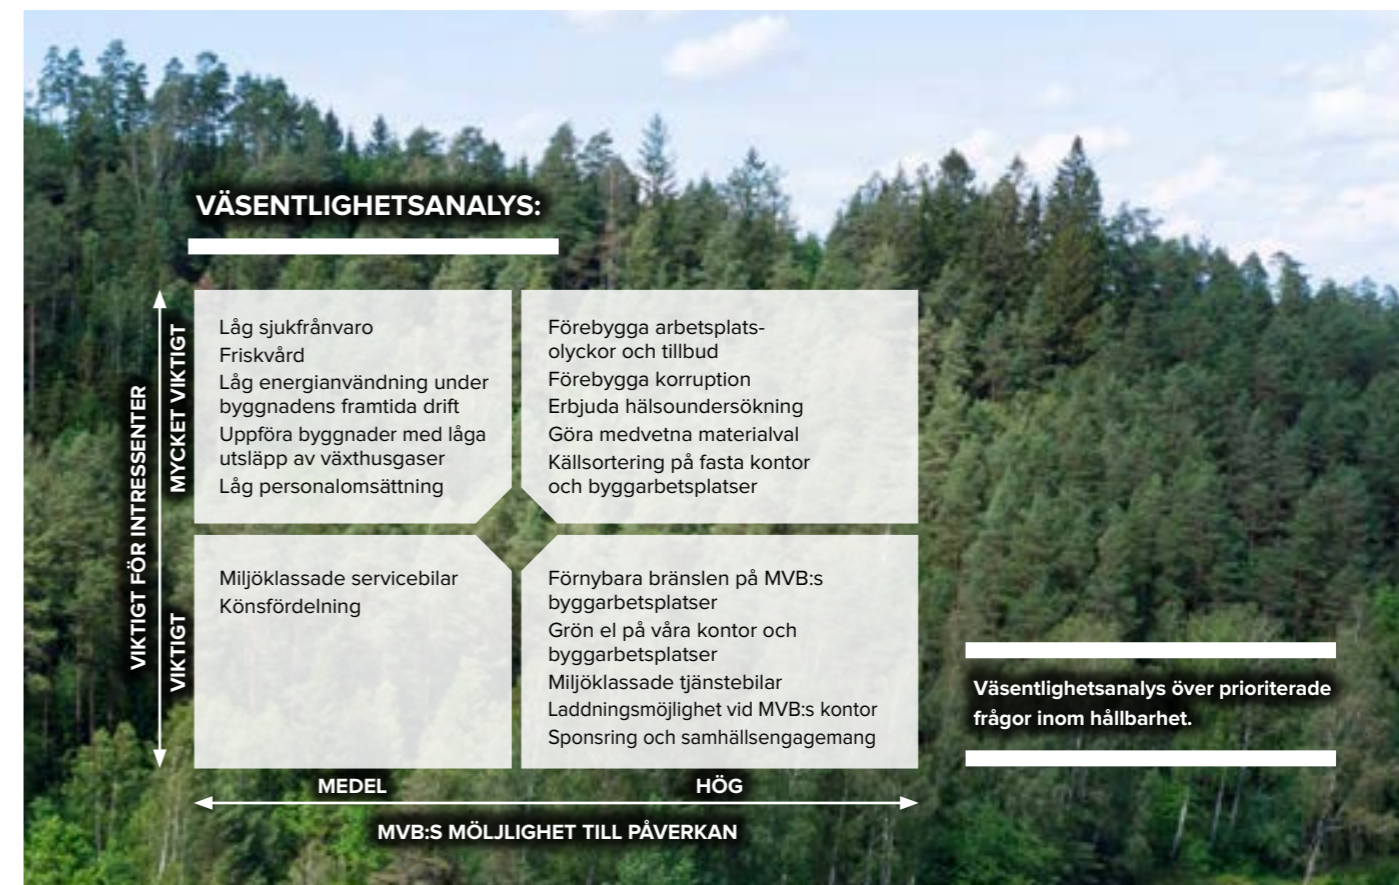 VÄSENTLIGHETSANALYS:
VIKTIGT FÖR INTRESSENTER
MYCKET VIKTIGT
Låg sjukfrånvaro
Friskvård
Låg energianvändning under
byggnadens framtida drift
Uppföra byggnader med låga
utsläpp av växthusgaser
Låg personalomsättning
Förebygga arbetsplats-
olyckor och tillbud
Förebygga korruption
Erbjuda hälsoundersökning
Göra medvetna materialval
Källsortering på fasta kontor
och byggarbetsplatser
VIKTIGT
Miljöklassade servicebilar
Könsfördelning
Förnybara bränslen på MVB:s
byggarbetsplatser
Grön el på våra kontor och
byggarbetsplatser
Miljöklassade tjänstebilar
Laddningsmöjlighet vid MVB:s kontor
Sponsring och samhällsengagemang
MEDEL
HÖG
MVB:S MÖLJLIGHET TILL PÅVERKAN
Väsentlighetsanalys över prioriterade
frågor inom hållbarhet.